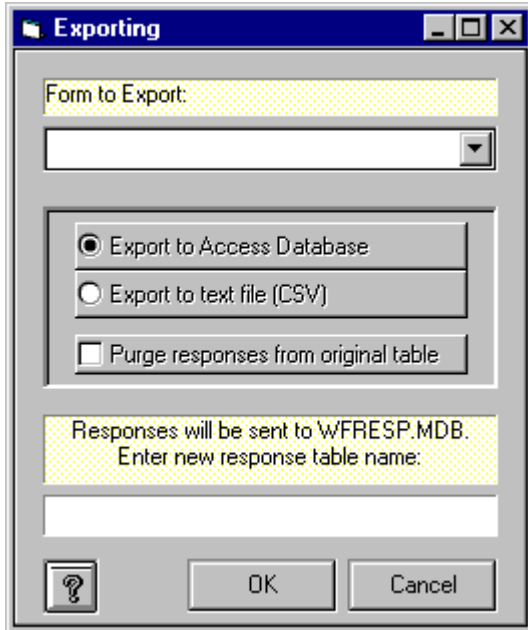 Exporting
Form to Export:
Export to Access Database
Export to text file (CSV)
Purge responses from original table
Responses will be sent to WFRESP.MDB.
Enter new response table name:
?
OK
Cancel